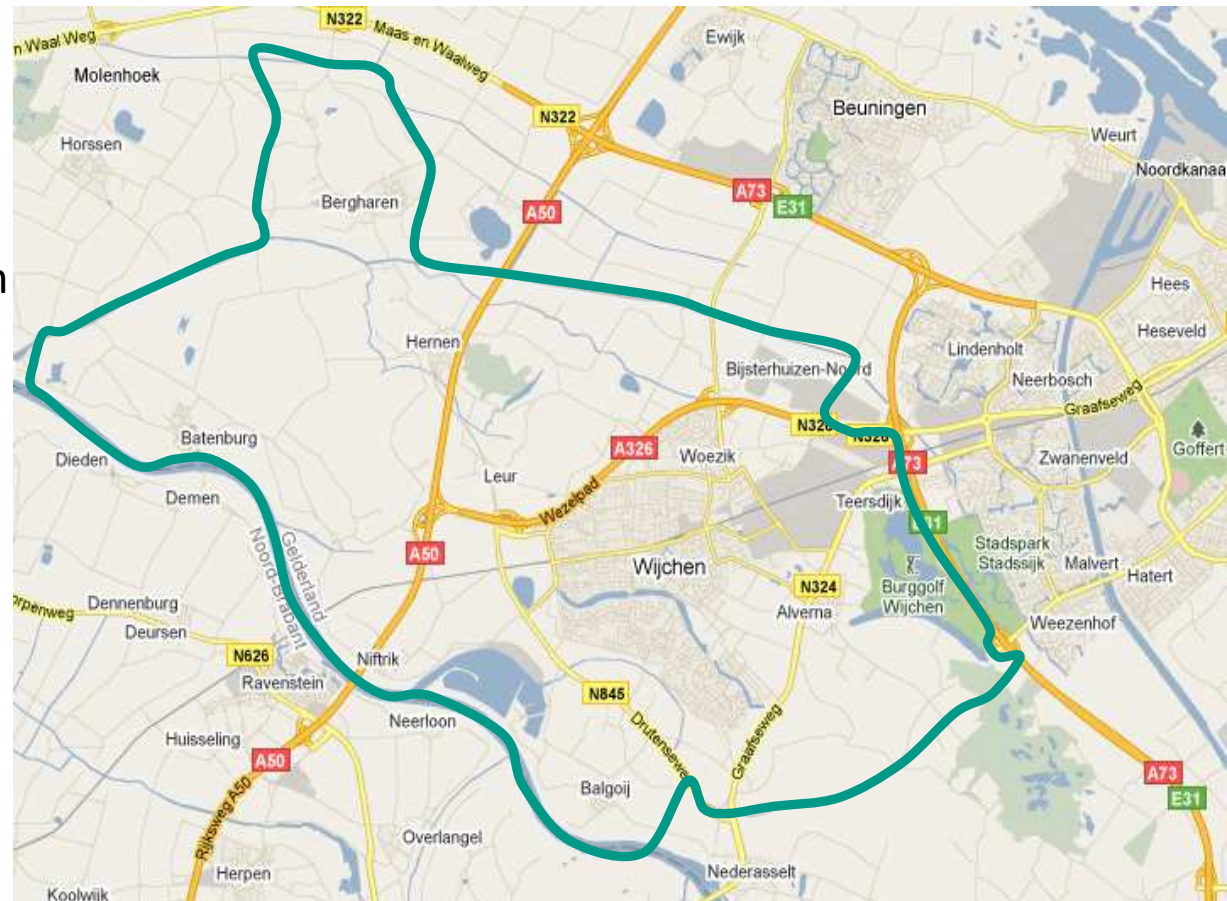 N322
n Waal Weg
Maas en Waalweg
Ewijk
Molenhoek
Beuningen
N322
Weurt
Horssen
Noordkanaa
A73
E31
Bergharen
A50
n
Hees
Heseveld
Hernen
Lindenholt
Bijsterhuizen-Noord
Neerbosch
Graafseweg
N326
N326
Batenburg
A326
Woezik
Goffert
Dieden
A73
Zwanenveld
Leur
Demen
Wezelpad
Teersdijk
E31
Gelderland
Noord-Brabant
A50
Stadspark
Stadssijk
Wijchen
Malvert
Hatert
N324
Burggolf
Wijchen
orpenweg
Dennenburg
Alverna
Weezenhof
Deursen
N626
Niftrik
Ravenstein
N845
Neerloon
Drutenseweg
Graafseweg
Huisseling
A50
A73
Balgoij
E31
Rijksweg A50
Overlangel
Herpen
Nederasselt
Koolwijk